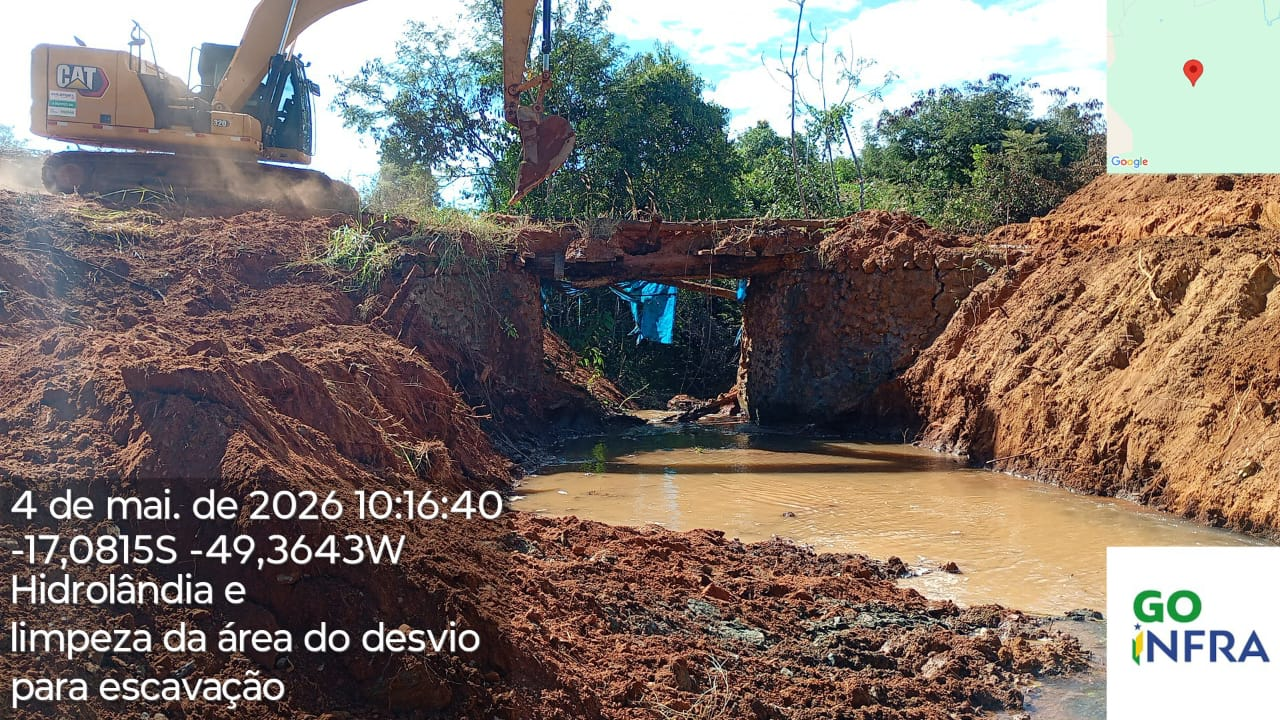 CAT
320
Google
4 de mai. de 2026 10:16:40
-17,0815S -49,3643W
Hidrolândia e
limpeza da área do desvio
para escavação
GO
iNFRA